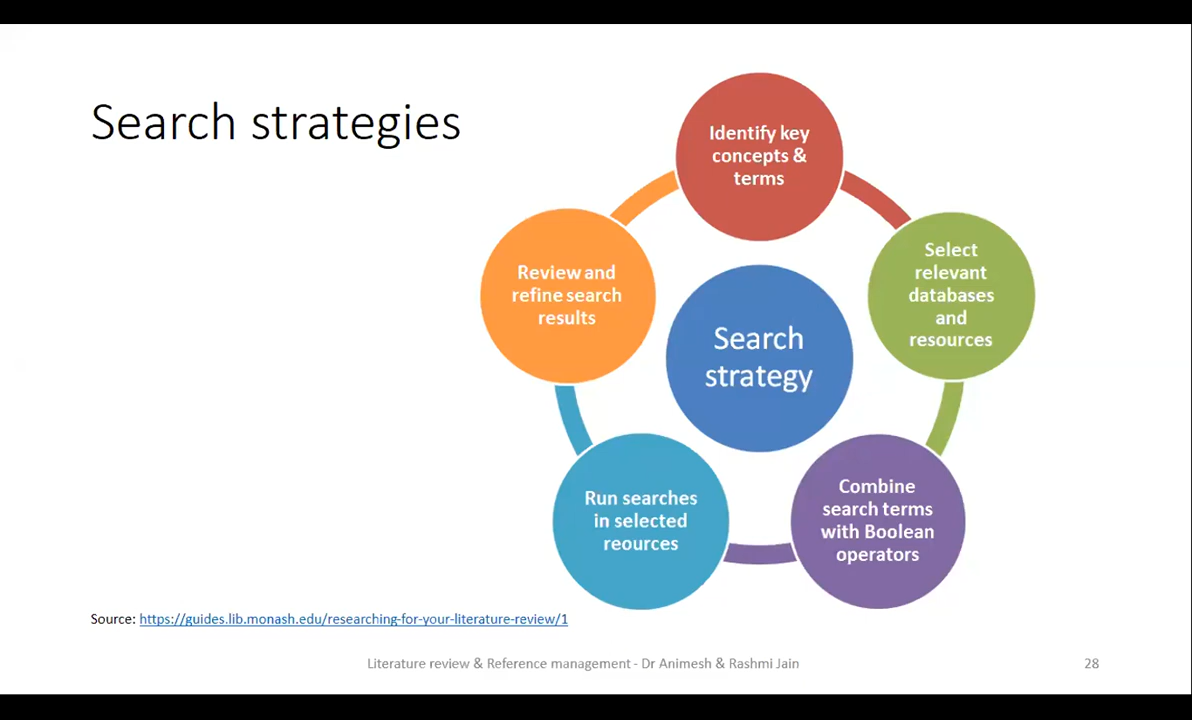 Search strategies
Identify key
concepts &
terms
Select
relevant
databases
and
resources
Combine
search terms
with Boolean
operators
Run searches
in selected
reources
Review and
refine search
results
Search
strategy
Source: https://guides.lib.monash.edu/researching-for-your-literature-review/1
Literature review & Reference management - Dr Animesh & Rashmi Jain
28